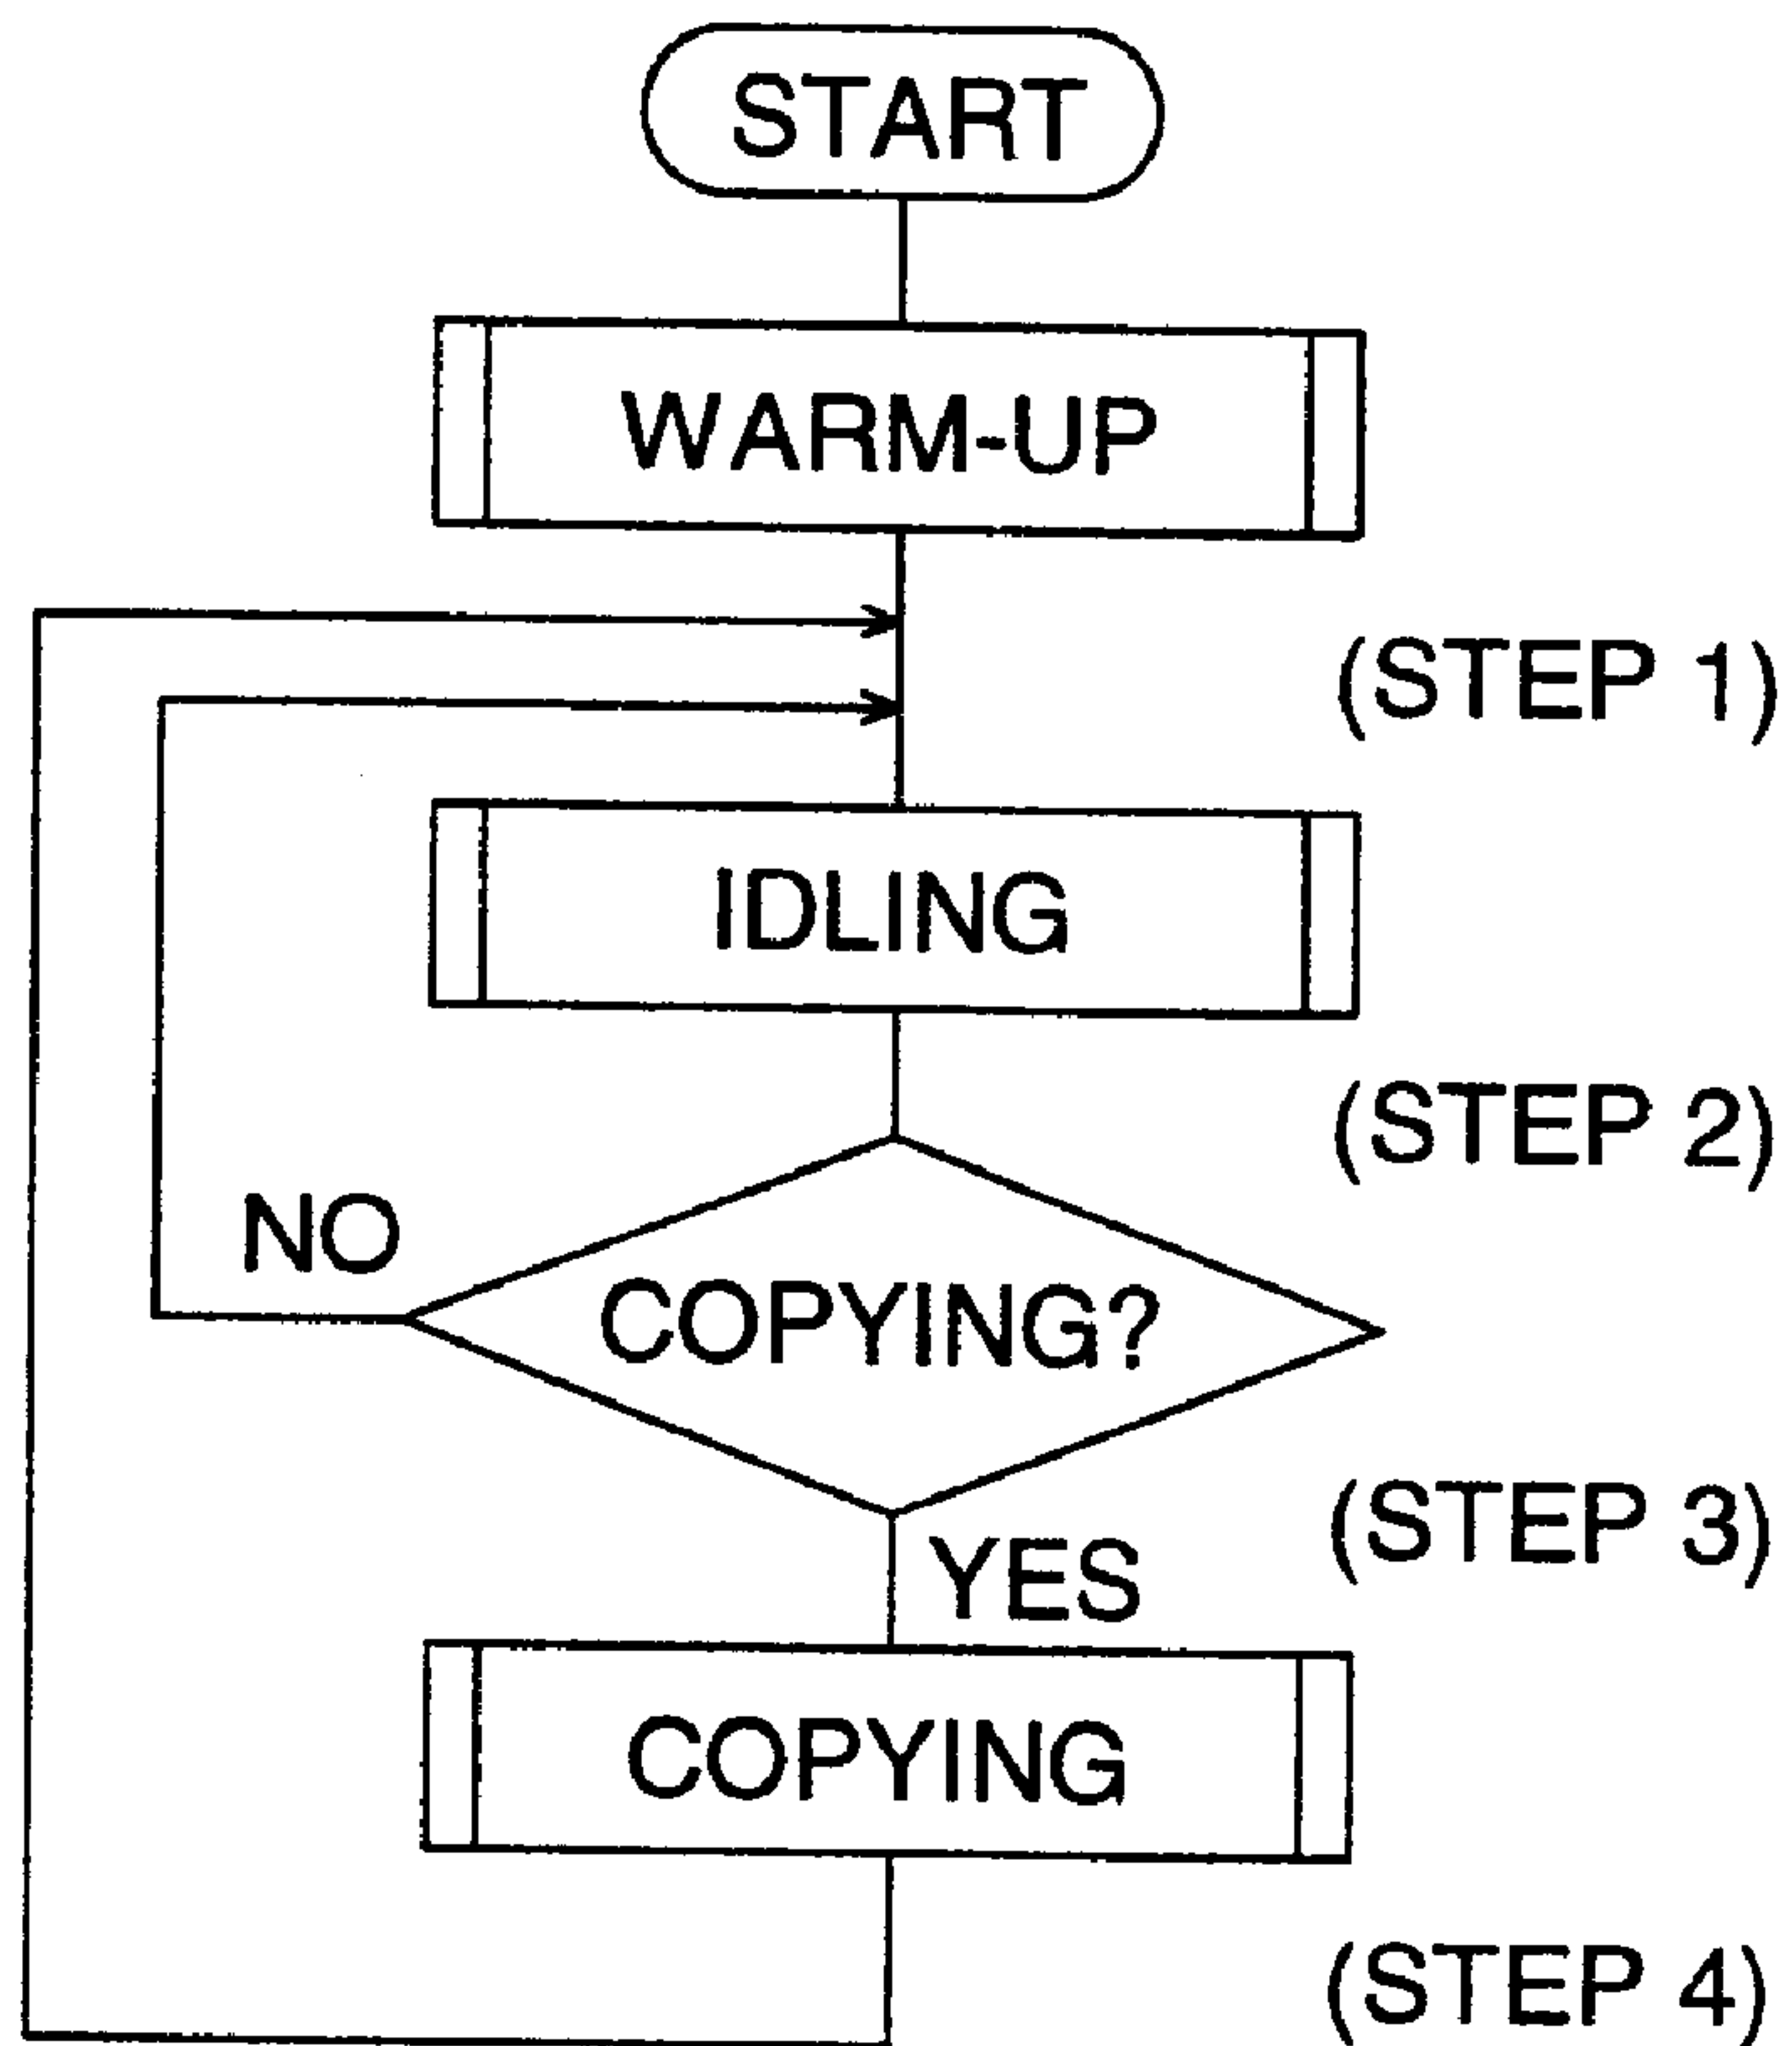 START
WARM-UP
(STEP 1)
IDLING
(STEP 2)
NO
COPYING?
(STEP 3)
YES
COPYING
(STEP 4)